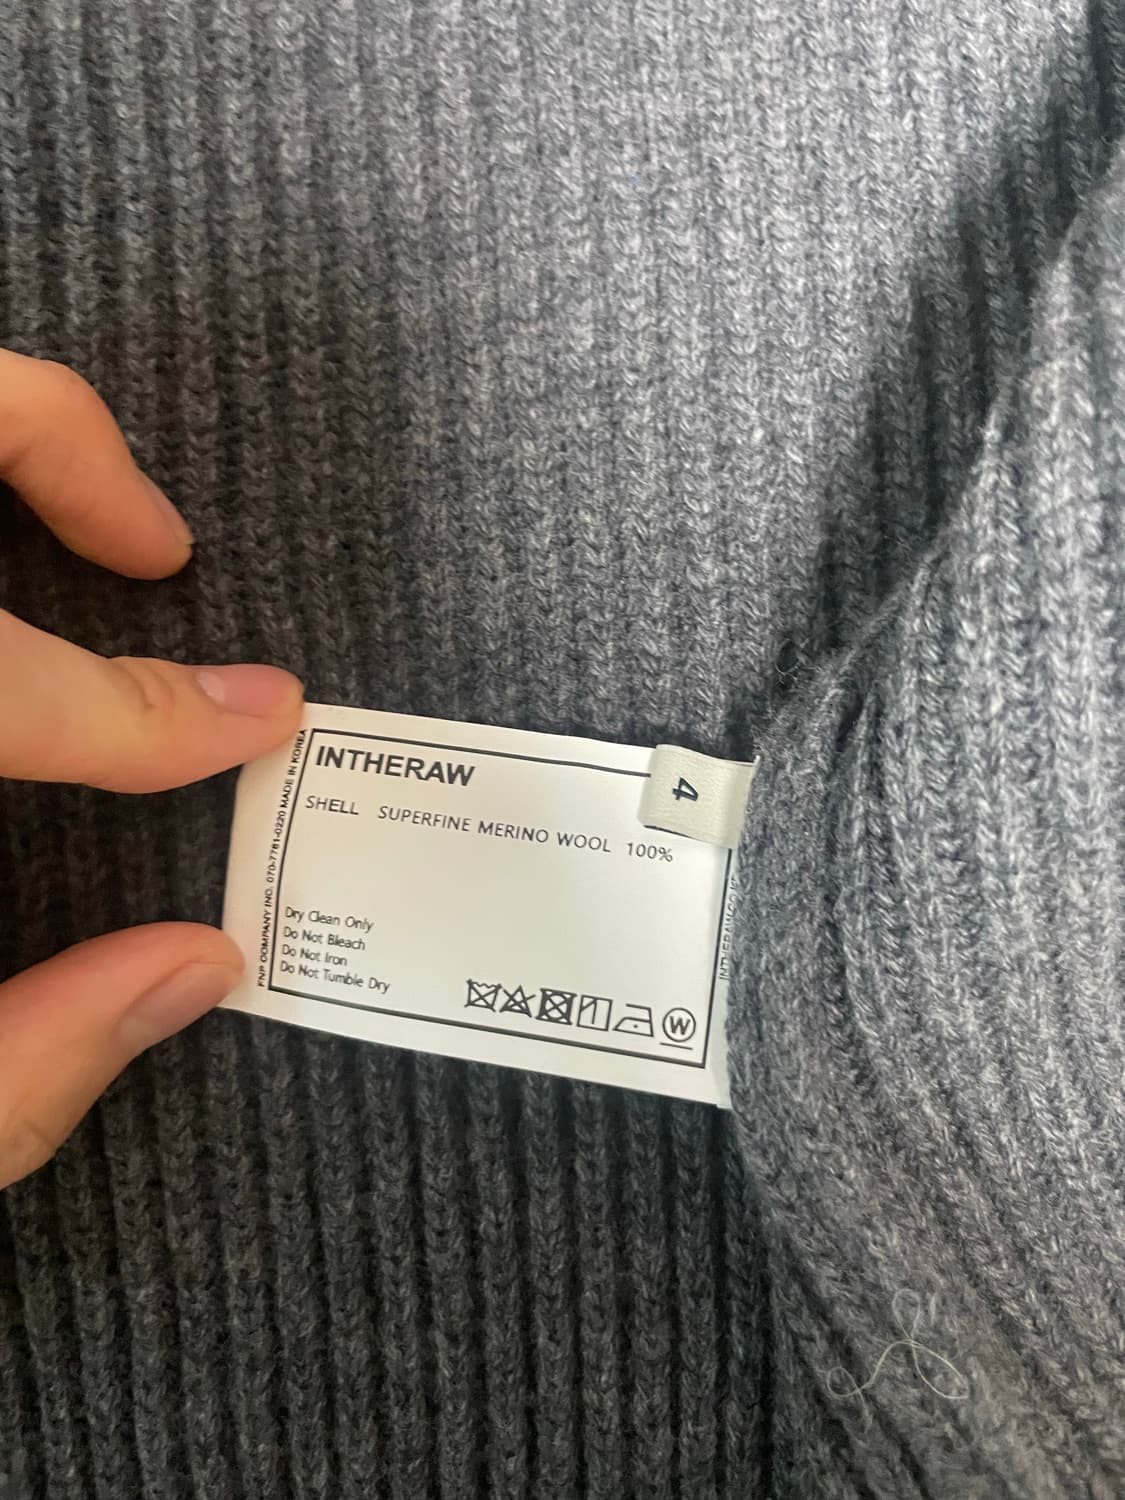 INTHERAW
4
SHELL SUPERFINE MERINO WOOL 100%
Dry Clean Only
Do Not Bleach
Do Not Iron
Do Not Tumble Dry
W
FNP COMPANY INC. 070-7781-0220 MADE IN KOREA